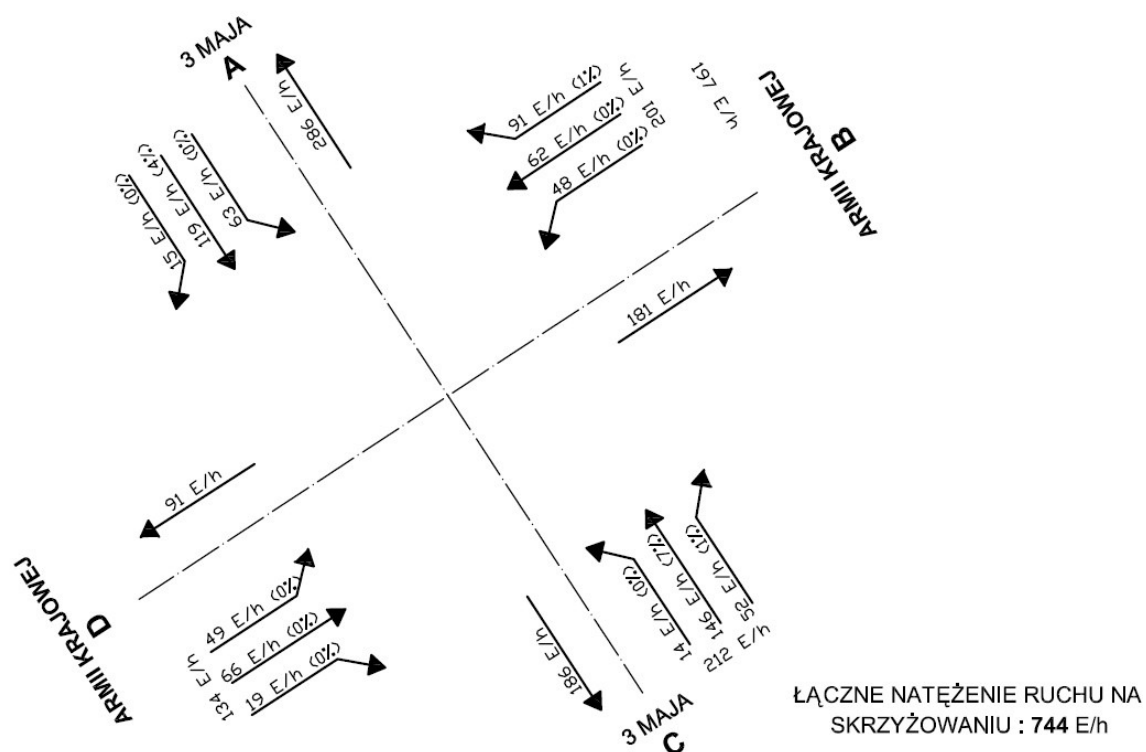 3 MAJA
A
286 E/h
15 E/h (0%)
119 E/h (4%)
63 E/h (0%)
91 E/h (1%)
62 E/h (0%)
48 E/h (0%)
201 E/h
197 E/h
ARMII KRAJOWEJ
B
181 E/h
91 E/h
ARMII KRAJOWEJ
D
49 E/h (0%)
66 E/h (0%)
19 E/h (0%)
134 E/h
186 E/h
14 E/h (0%)
146 E/h (7%)
52 E/h (1%)
212 E/h
3 MAJA
C
ŁĄCZNE NATĘŻENIE RUCHU NA
SKRZYŻOWANIU : 744 E/h